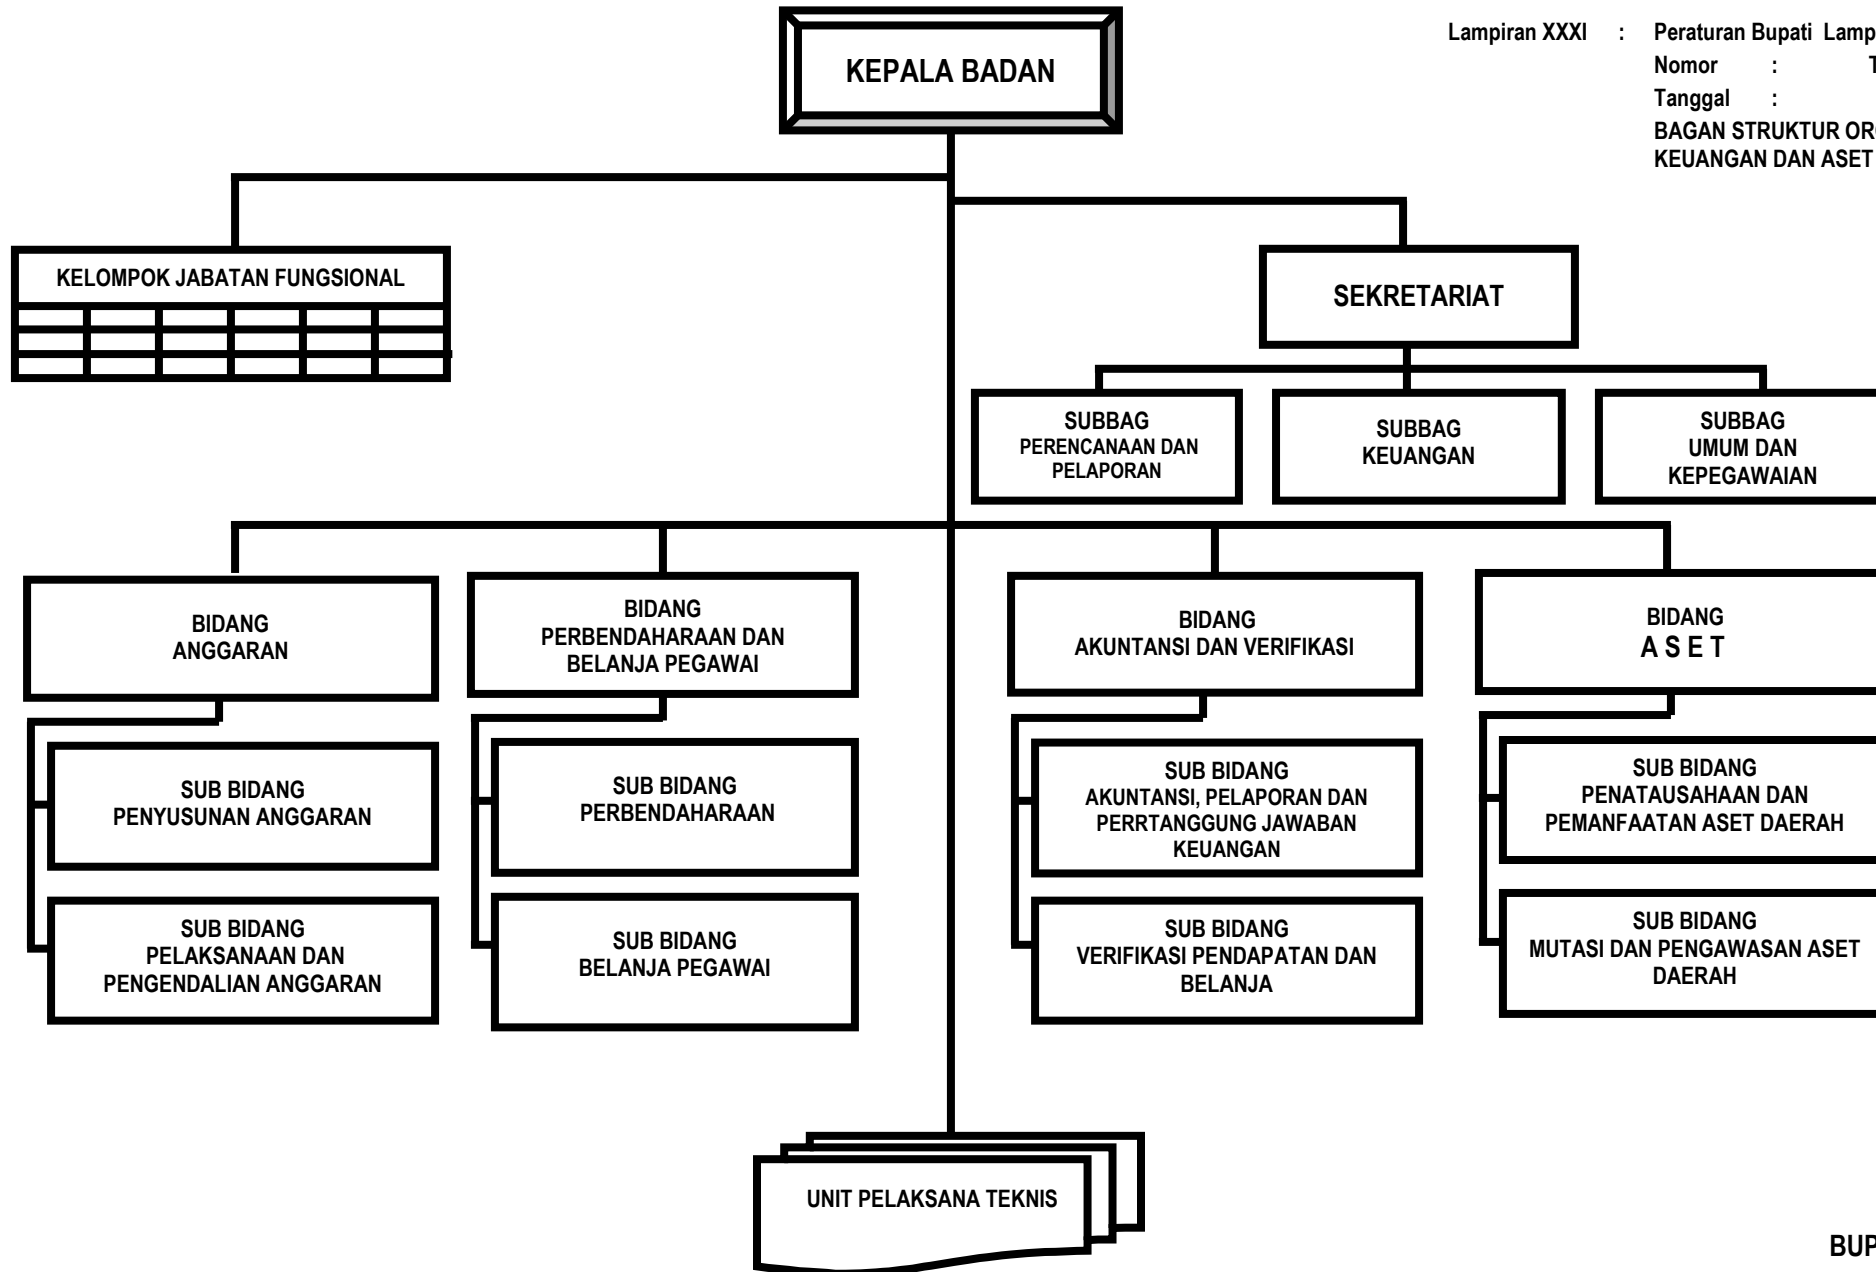 KEPALA BADAN
Lampiran XXXI : Peraturan Bupati
Nomor :
Tanggal :
BAGAN STRUKTUR
KEUANGAN DAN ASET
KELOMPOK JABATAN FUNGSIONAL
SEKRETARIAT
SUBBAG
PERENCANAAN DAN
PELAPORAN
SUBBAG
KEUANGAN
SUBBAG
UMUM DAN
KEPEGAWAIAN
BIDANG
ANGGARAN
BIDANG
PERBENDAHARAAN DAN
BELANJA PEGAWAI
BIDANG
AKUNTANSI DAN VERIFIKASI
BIDANG
A S E T
SUB BIDANG
PENYUSUNAN ANGGARAN
SUB BIDANG
PERBENDAHARAAN
SUB BIDANG
AKUNTANSI, PELAPORAN DAN
PERRTANGGUNG JAWABAN
KEUANGAN
SUB BIDANG
PENATAUSAHAAN DAN
PEMANFAATAN ASET DAERAH
SUB BIDANG
PELAKSANAAN DAN
PENGENDALIAN ANGGARAN
SUB BIDANG
BELANJA PEGAWAI
SUB BIDANG
VERIFIKASI PENDAPATAN DAN
BELANJA
SUB BIDANG
MUTASI DAN PENGAWASAN ASET
DAERAH
UNIT PELAKSANA TEKNIS